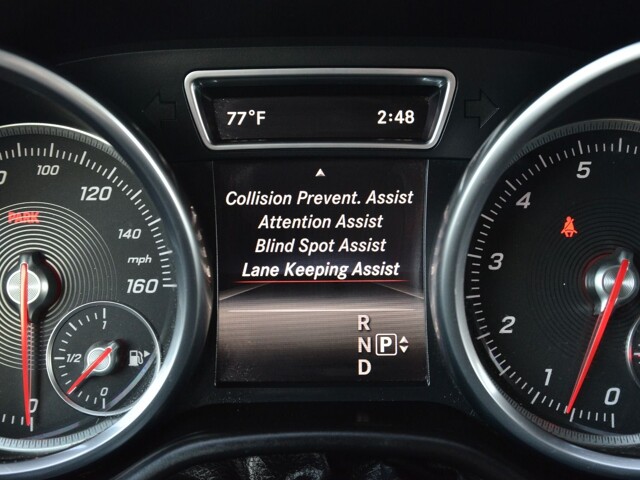 77°F 2:48
Collision Prevent. Assist
Attention Assist
Blind Spot Assist
Lane Keeping Assist
R
N P
D
100
120
140
mph
160
PARK
1
1/2
0
0
5
4
3
2
0